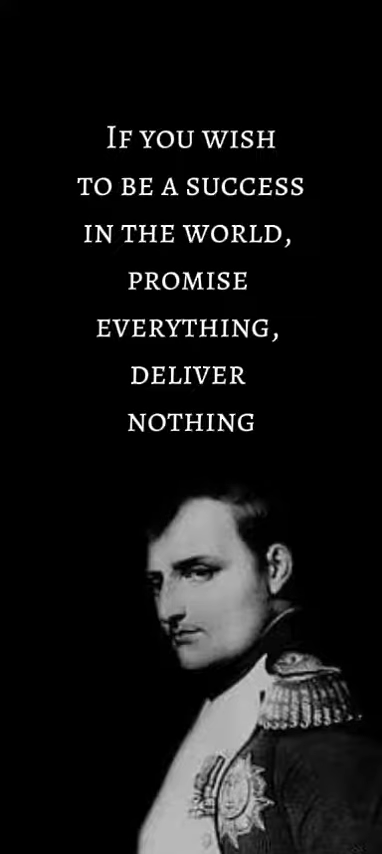 If you wish
to be a success
in the world,
promise
everything,
deliver
nothing